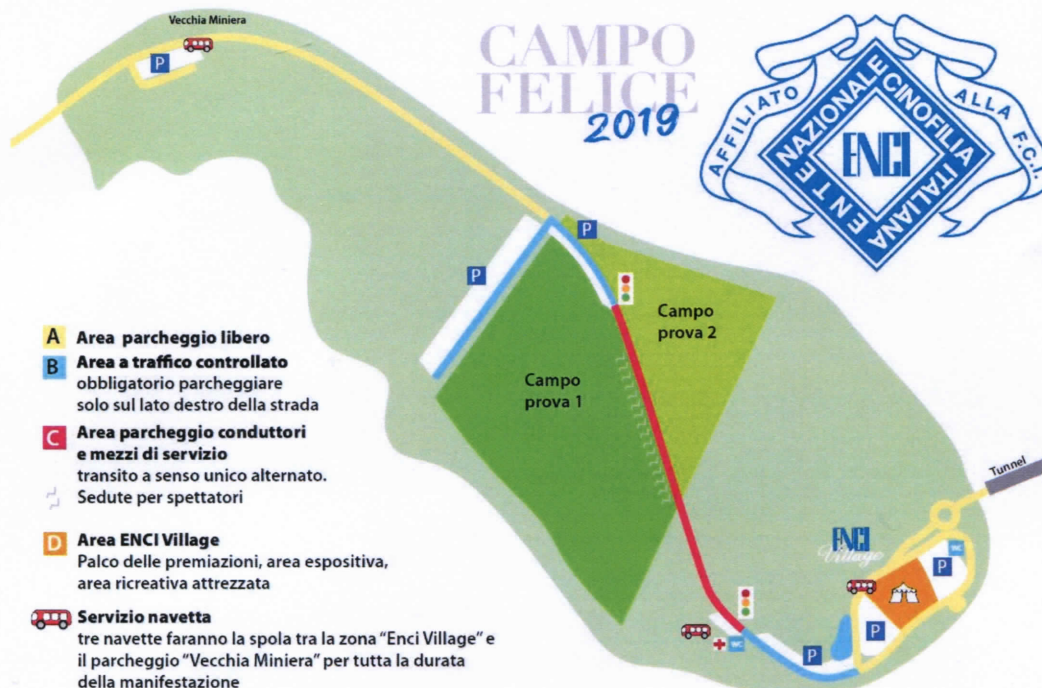 Vecchia Miniera
P
CAMPO
FELICE
2019
AFFILIATO ALLA F.C.I.
ENTE NAZIONALE CINOFILIA ITALIANA
ENCI
P
P
Campo
prova 2
Campo
prova 1
A Area parcheggio libero
B Area a traffico controllato
obbligatorio parcheggiare
solo sul lato destro della strada
C Area parcheggio conduttori
e mezzi di servizio
transito a senso unico alternato.
Sedute per spettatori
D Area ENCI Village
Palco delle premiazioni, area espositiva,
area ricreativa attrezzata
Servizio navetta
tre navette faranno la spola tra la zona "Enci Village" e
il parcheggio "Vecchia Miniera" per tutta la durata
della manifestazione
Tunnel
ENCI
Village
WC
P
P
WC
P